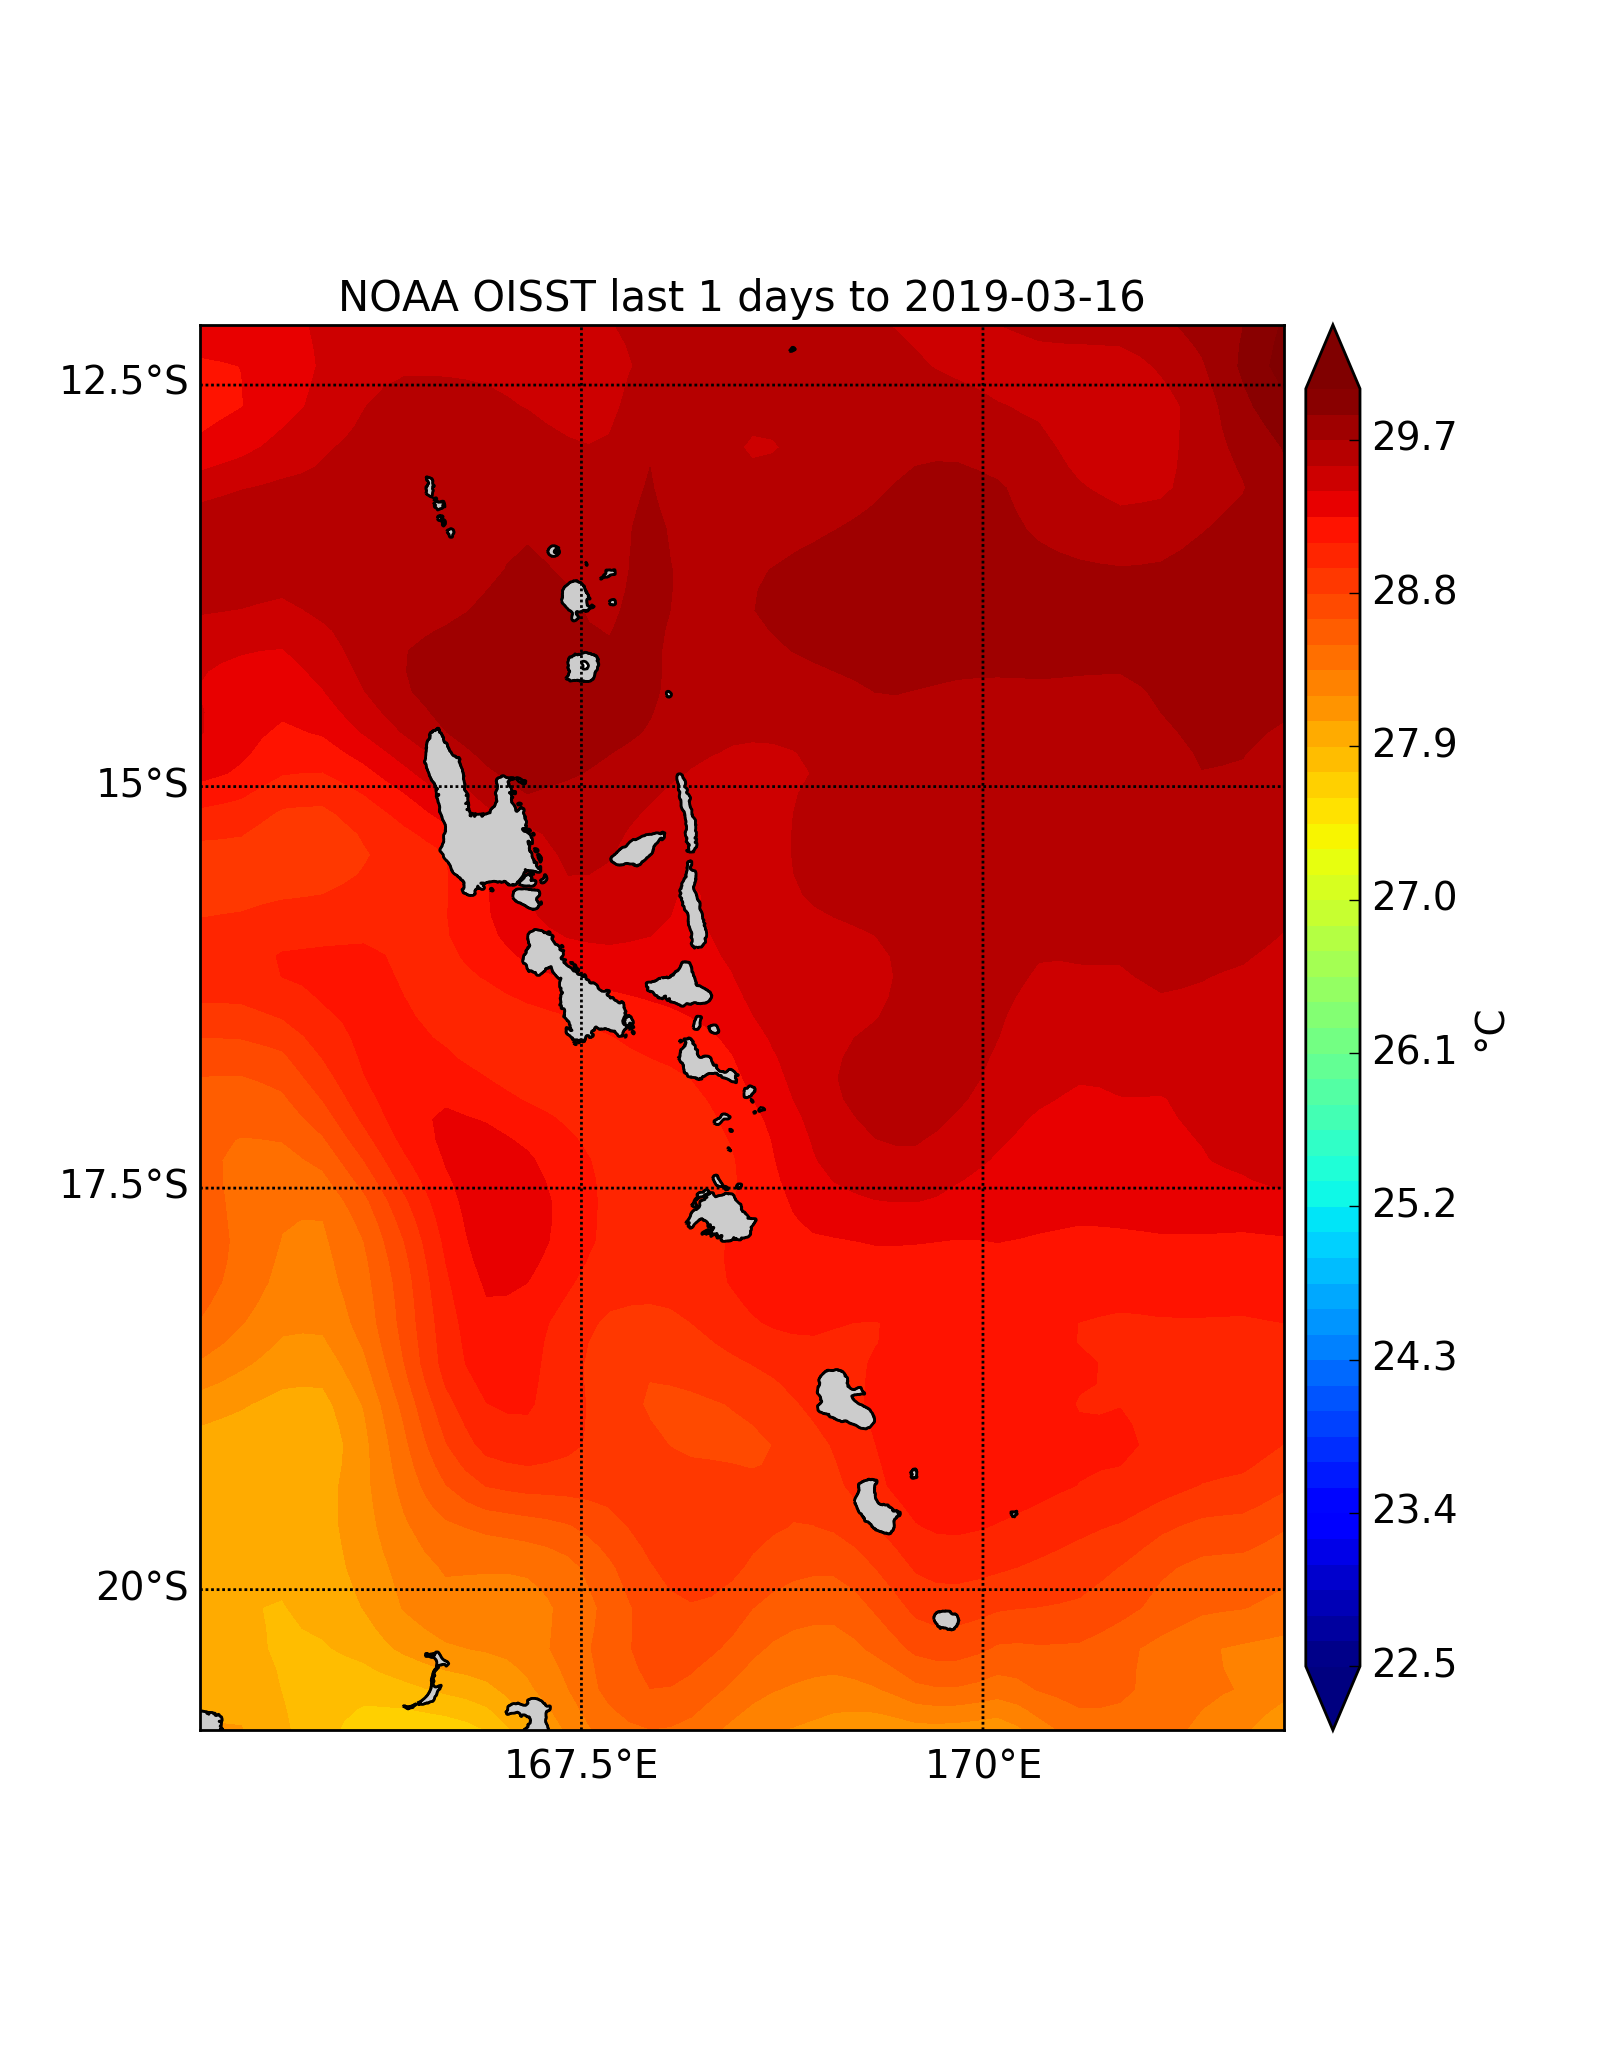 NOAA OISST last 1 days to 2019-03-16
12.5°S
15°S
17.5°S
20°S
167.5°E
170°E
29.7
28.8
27.9
27.0
26.1
25.2
24.3
23.4
22.5
°C